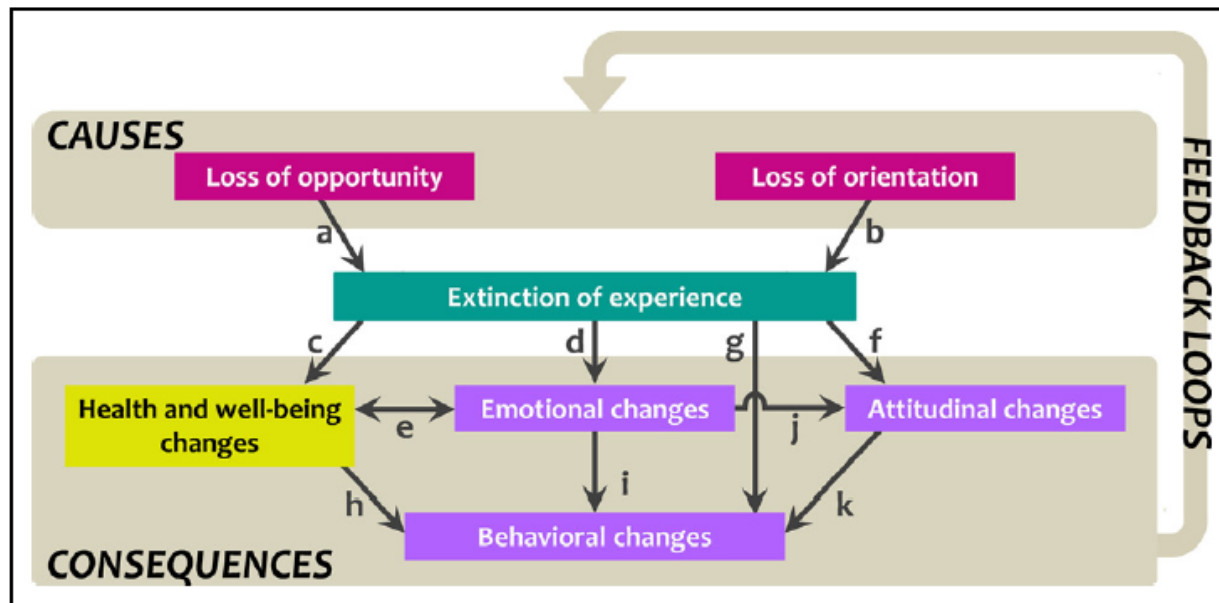 CAUSES
Loss of opportunity
Loss of orientation
a
b
Extinction of experience
c
d
g
f
Health and well-being
changes
e
Emotional changes
j
Attitudinal changes
h
i
k
Behavioral changes
CONSEQUENCES
FEEDBACK LOOPS